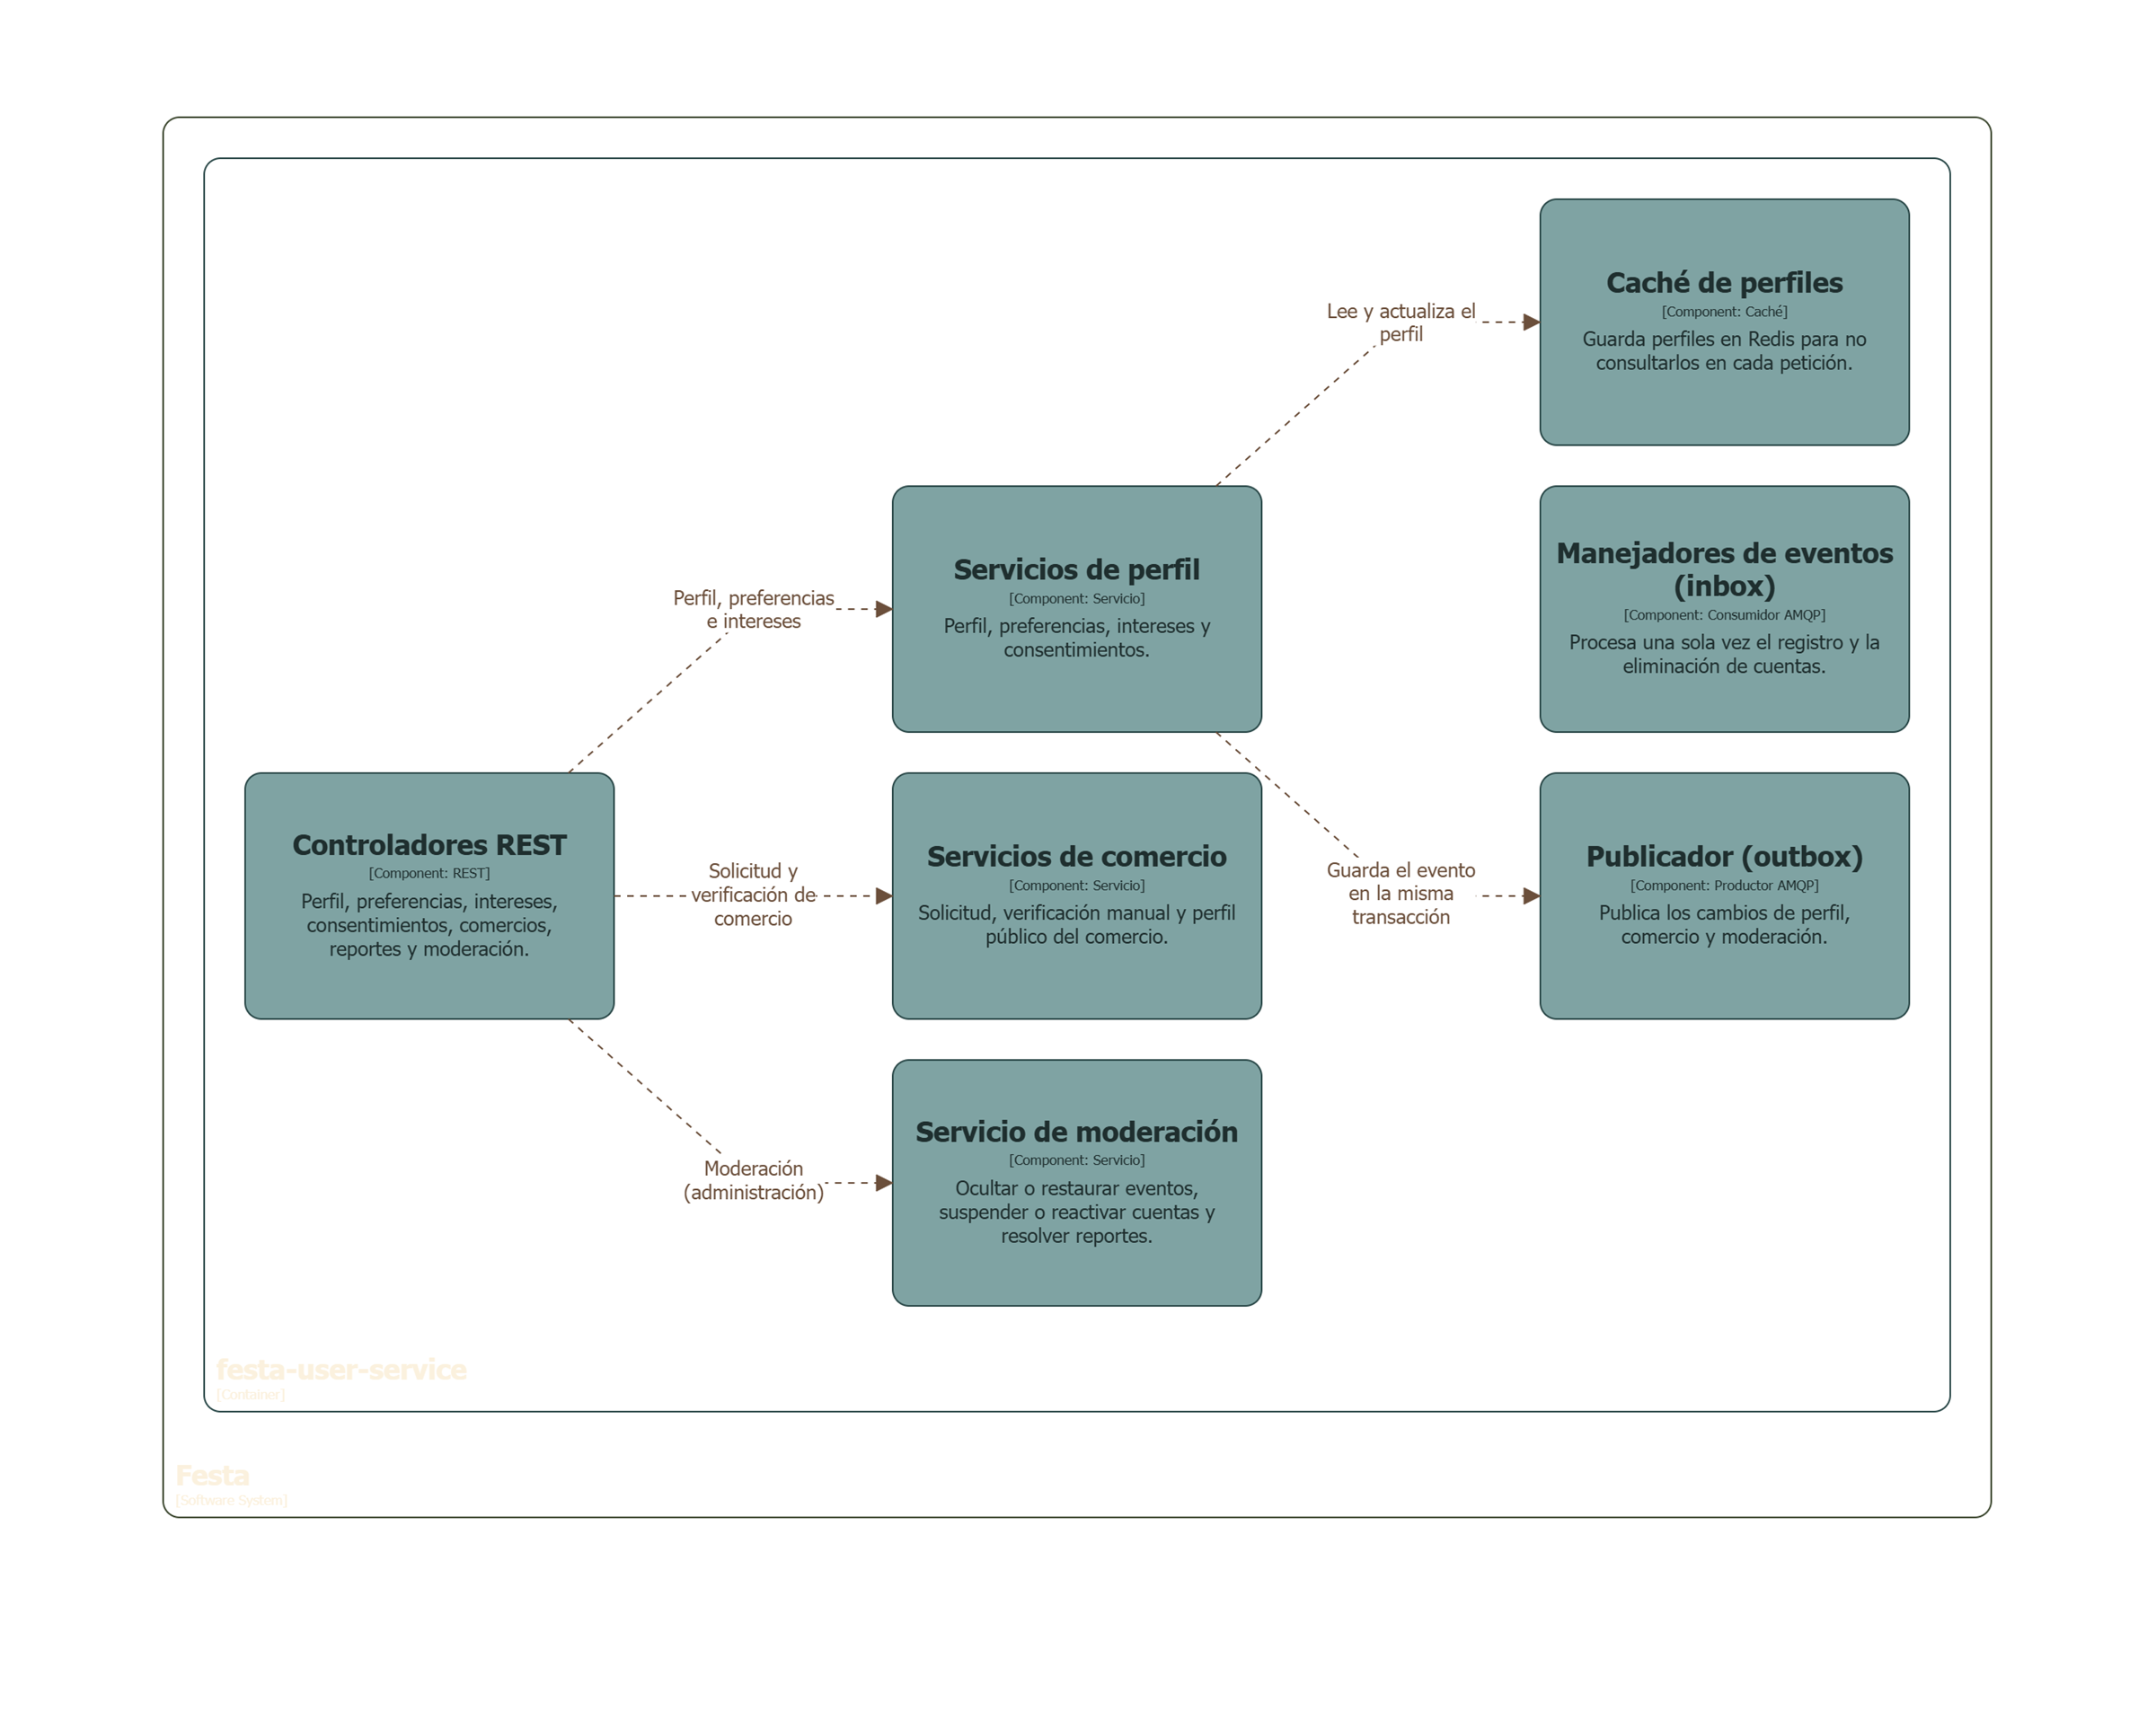 Caché de perfiles
[Component: Caché]
Guarda perfiles en Redis para no
consultarlos en cada petición.
Lee y actualiza el
perfil
Servicios de perfil
[Component: Servicio]
Perfil, preferencias, intereses y
consentimientos.
Manejadores de eventos
(inbox)
[Component: Consumidor AMQP]
Procesa una sola vez el registro y la
eliminación de cuentas.
Perfil, preferencias
e intereses
Controladores REST
[Component: REST]
Perfil, preferencias, intereses,
consentimientos, comercios,
reportes y moderación.
Solicitud y
verificación de
comercio
Servicios de comercio
[Component: Servicio]
Solicitud, verificación manual y perfil
público del comercio.
Guarda el evento
en la misma
transacción
Publicador (outbox)
[Component: Productor AMQP]
Publica los cambios de perfil,
comercio y moderación.
Moderación
(administración)
Servicio de moderación
[Component: Servicio]
Ocultar o restaurar eventos,
suspender o reactivar cuentas y
resolver reportes.
festa-user-service
[Container]
Festa
[Software System]